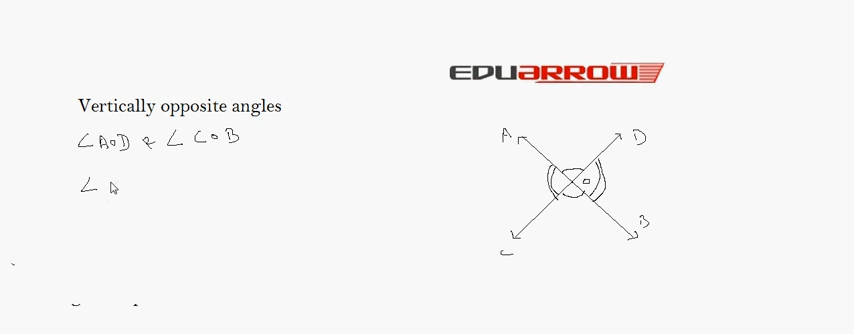 EDUARROW
Vertically opposite angles
∠AOD & ∠COB
∠
A
D
O
B
C